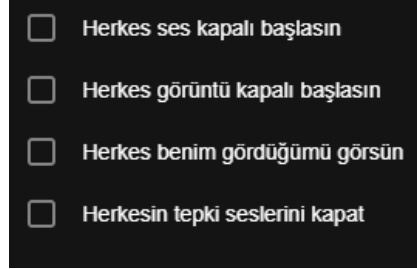 Herkes ses kapalı başlasın
Herkes görüntü kapalı başlasın
Herkes benim gördüğümü görsün
Herkesin tepki seslerini kapat